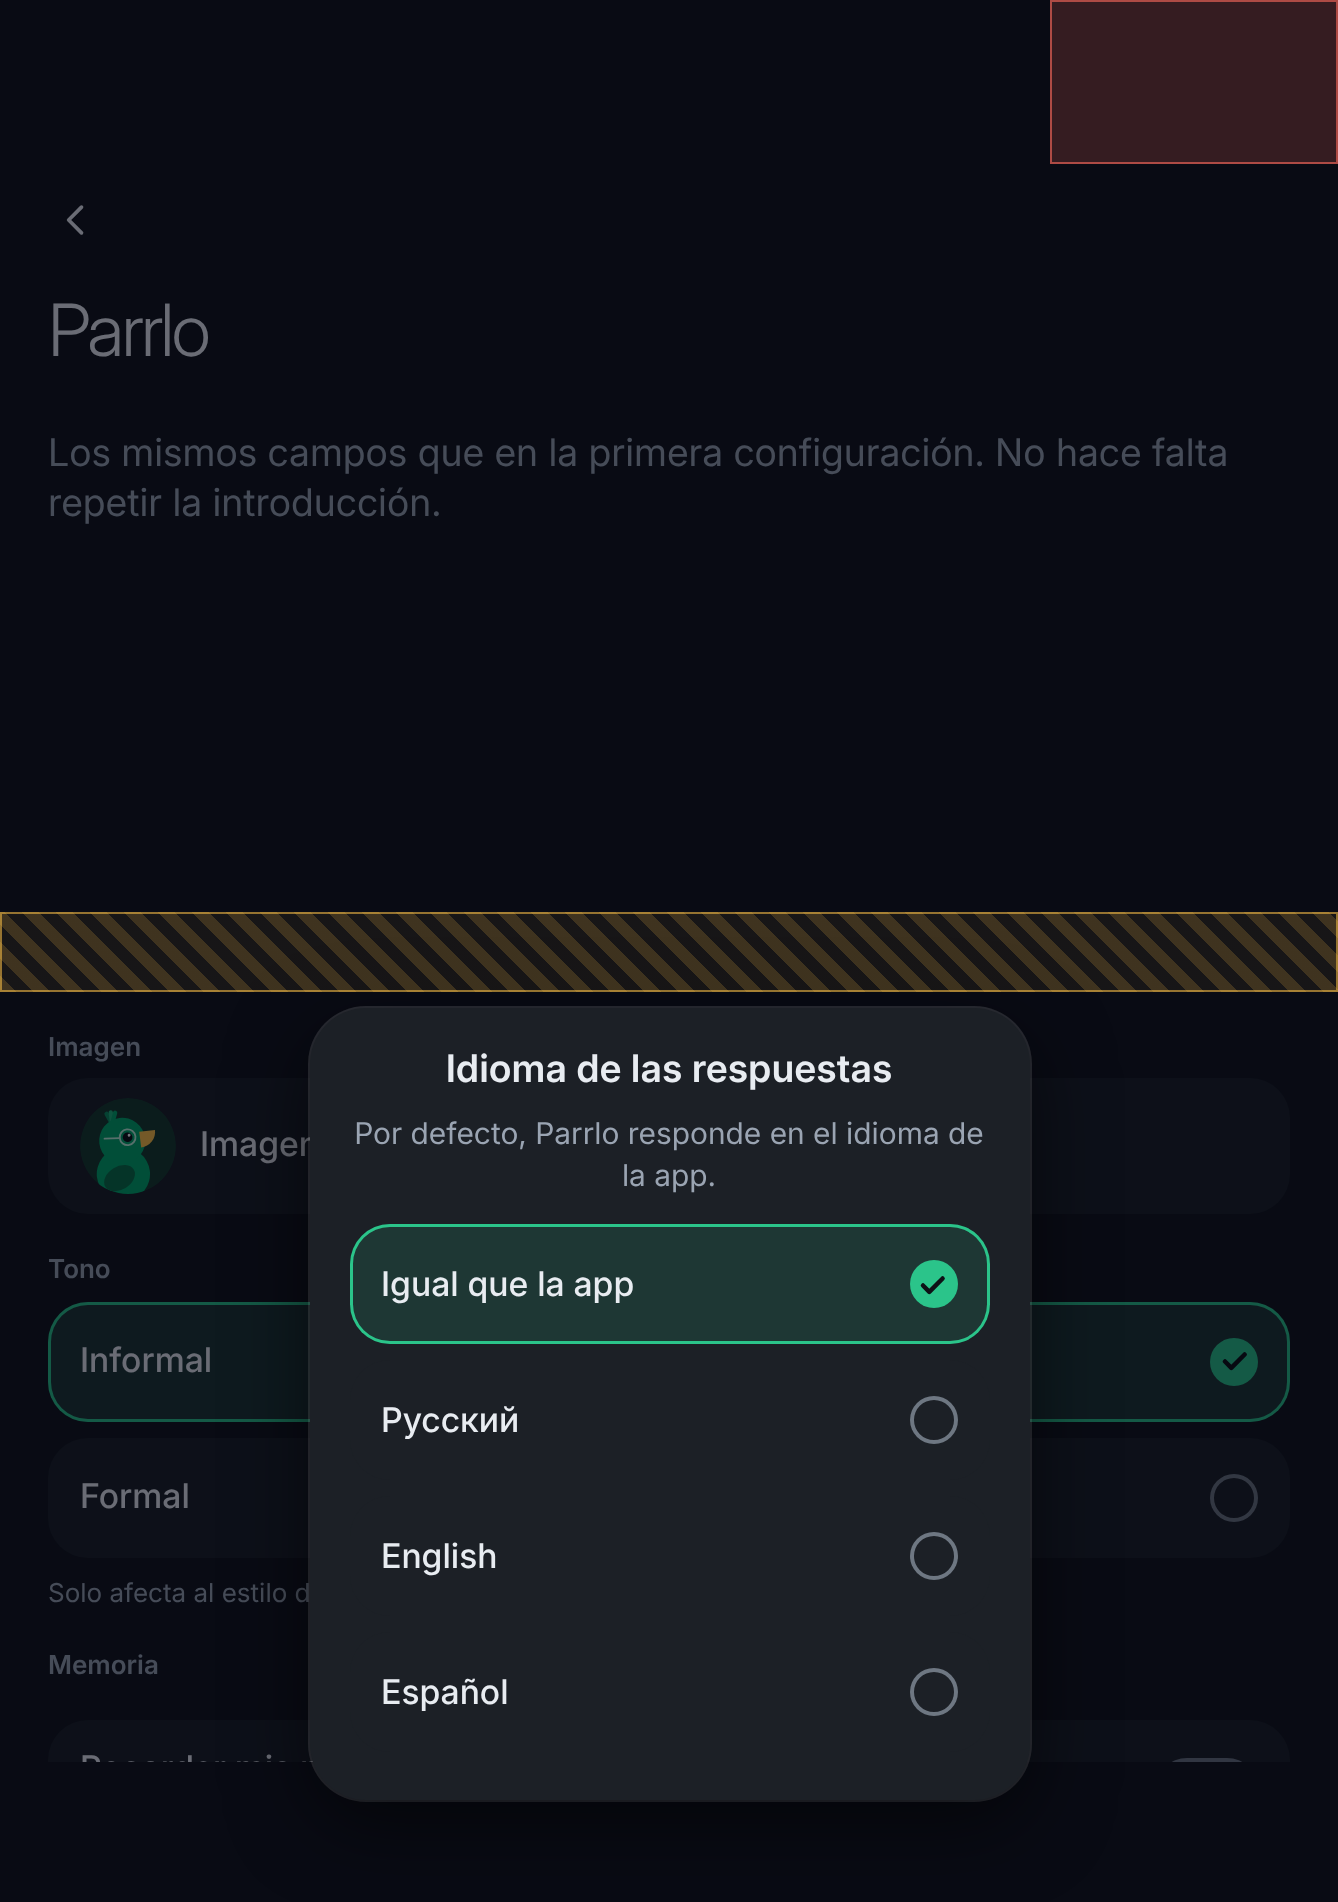 Parrlo
Los mismos campos que en la primera configuración. No hace falta
repetir la introducción.
Imagen
Imagen
Tono
Informal
Formal
Solo afecta al estilo
Memoria
Idioma de las respuestas
Por defecto, Parrlo responde en el idioma de
la app.
Igual que la app
Русский
English
Español